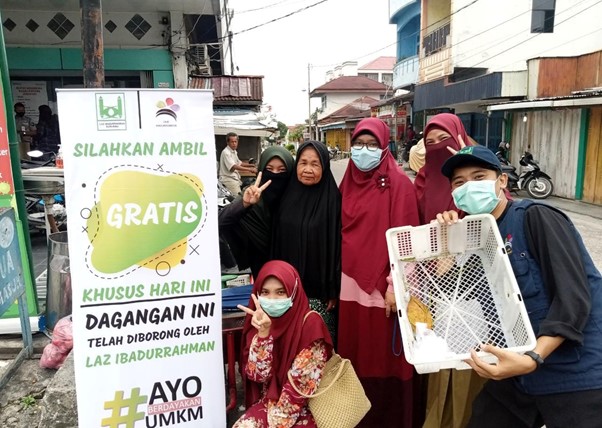 SILAHKAN AMBIL
GRATIS
KHUSUS HARI INI
DAGANGAN INI
TELAH DIBORONG OLEH
LAZ IBADURRAHMAN
#AYO
BERDAYAKAN
UMKM